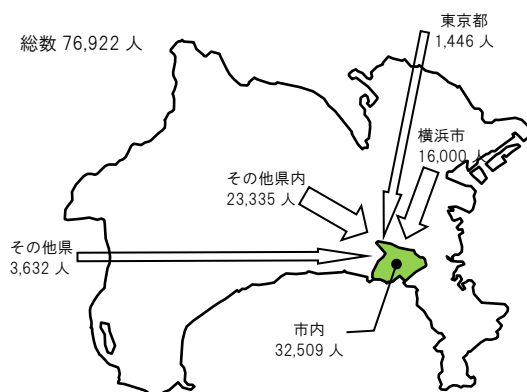 総数 76,922 人
東京都
1,446 人
横浜市
16,000 人
その他県内
23,335 人
その他県
3,632 人
市内
32,509 人